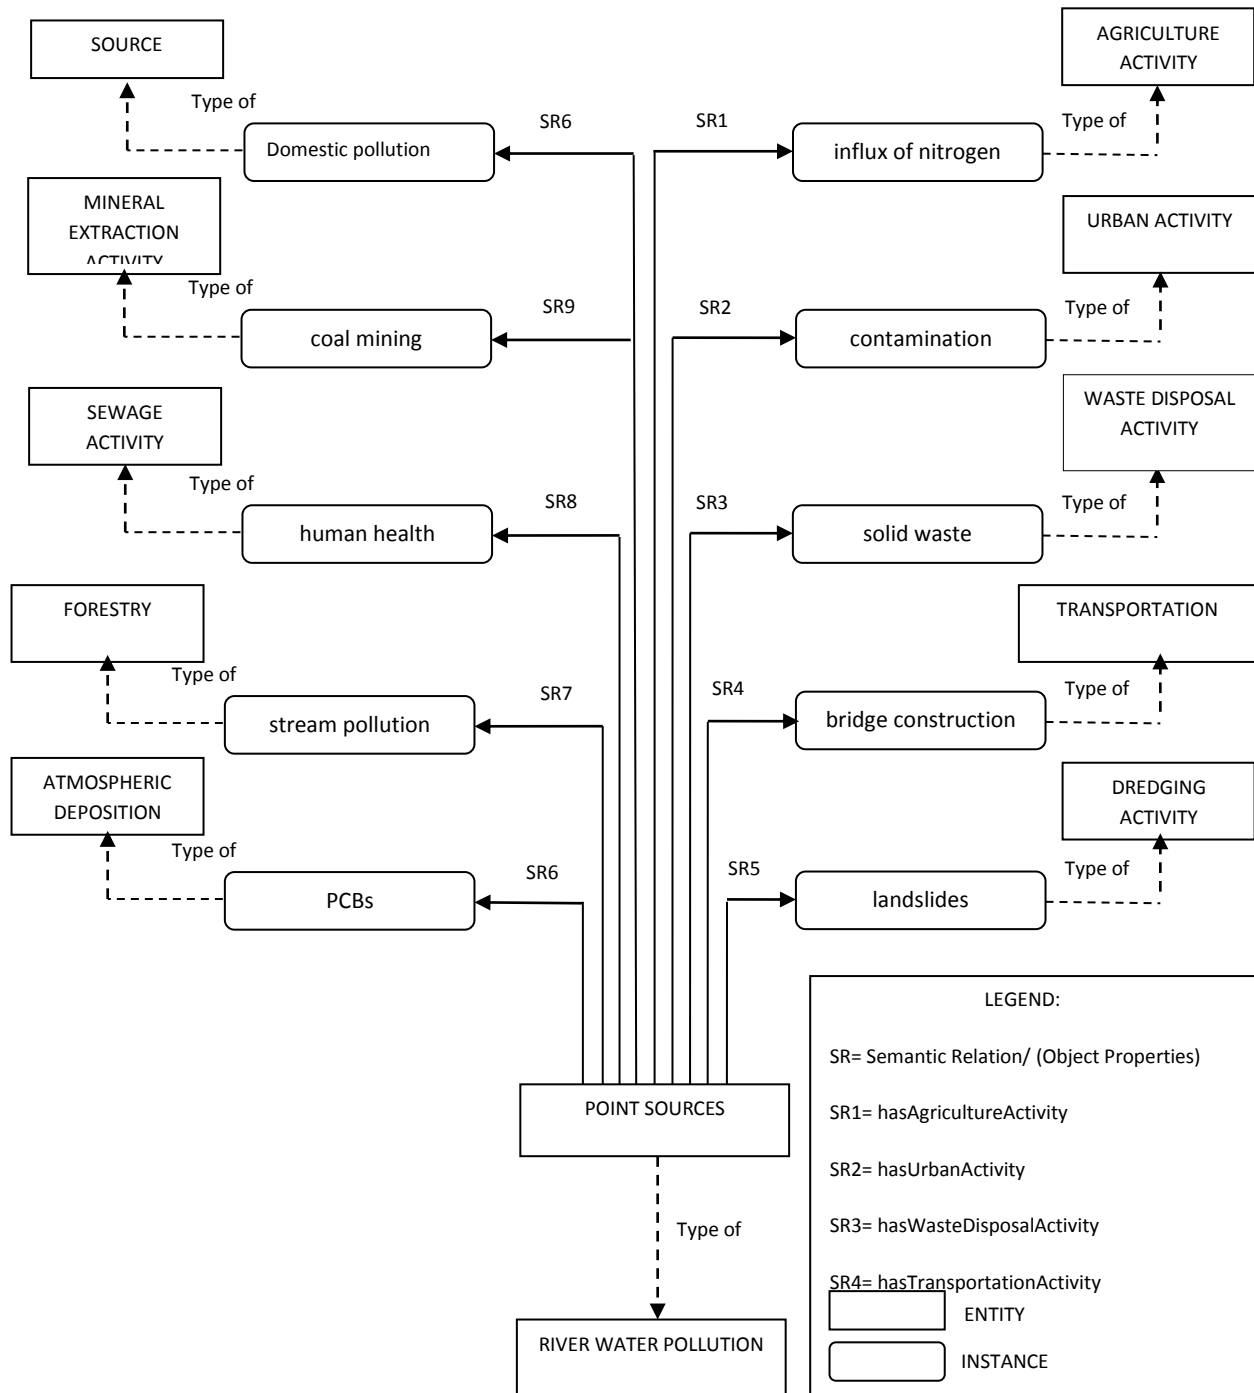 SOURCE
AGRICULTURE
ACTIVITY
Type of
SR6
SR1
Type of
Domestic pollution
influx of nitrogen
MINERAL
EXTRACTION
ACTIVITY
URBAN ACTIVITY
Type of
SR9
SR2
Type of
coal mining
contamination
SEWAGE
ACTIVITY
WASTE DISPOSAL
ACTIVITY
Type of
SR8
SR3
Type of
human health
solid waste
FORESTRY
TRANSPORTATION
Type of
SR7
SR4
Type of
stream pollution
bridge construction
ATMOSPHERIC
DEPOSITION
DREDGING
ACTIVITY
Type of
SR6
SR5
Type of
PCBs
landslides
POINT SOURCES
Type of
RIVER WATER POLLUTION
LEGEND:
SR= Semantic Relation/ (Object Properties)
SR1= hasAgricultureActivity
SR2= hasUrbanActivity
SR3= hasWasteDisposalActivity
SR4= hasTransportationActivity
ENTITY
INSTANCE